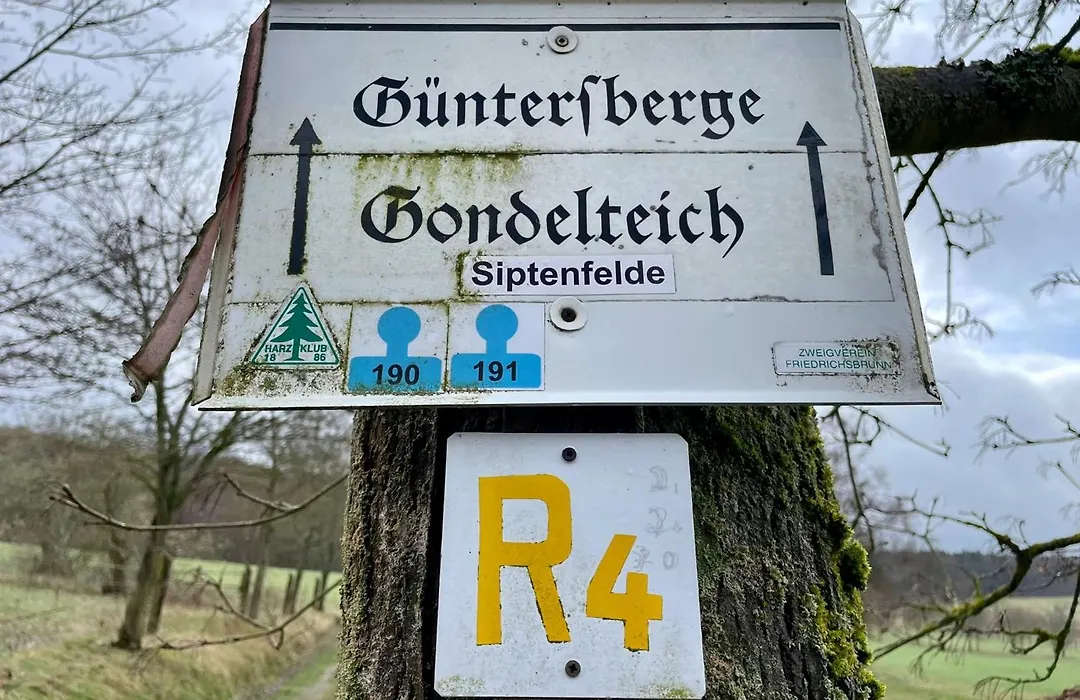 Günterſberge
Gondelteich
Siptenfelde
HARZ KLUB
18 86
190
191
ZWEIGVEREIN
FRIEDRICHSBRUNN
R4